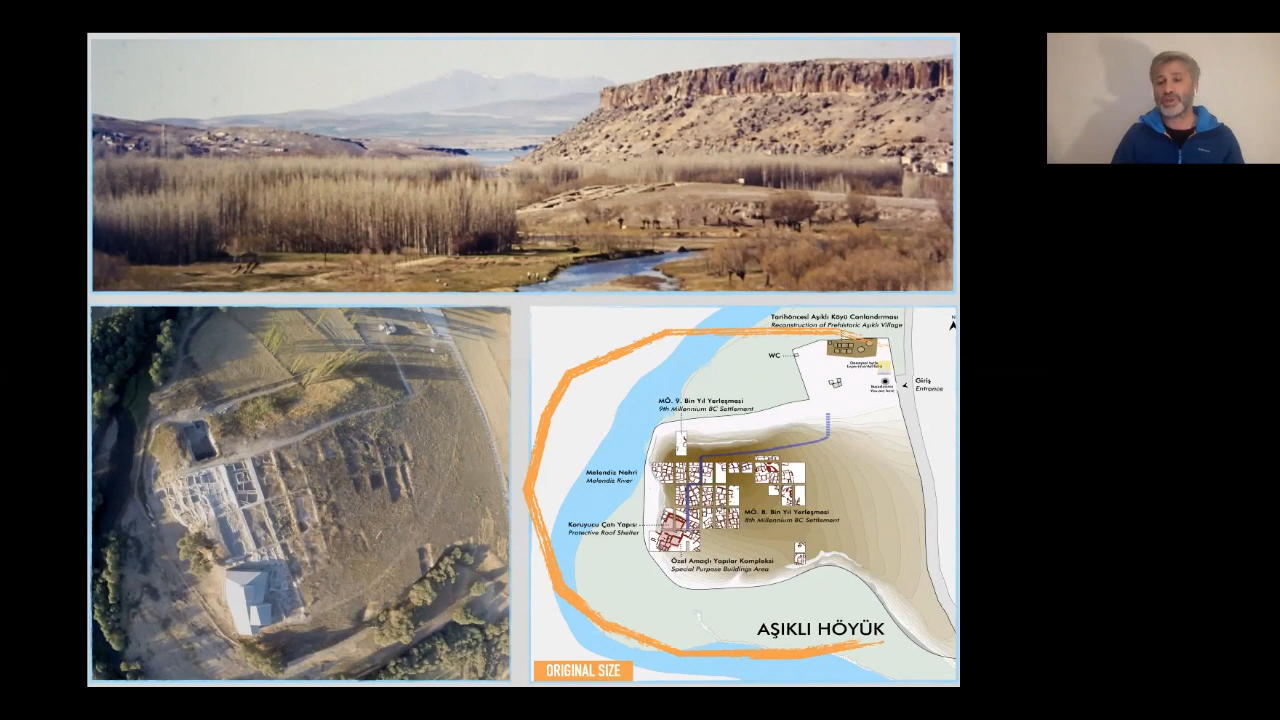 Tarihöncesi Aşıklı Köyü Canlandırması
Reconstruction of Prehistoric Aşıklı Village
WC
Giriş
Entrance
MÖ. 9. Bin Yıl Yerleşmesi
9th Millennium BC Settlement
Melendiz Nehri
Melendiz River
MÖ. 8. Bin Yıl Yerleşmesi
8th Millennium BC Settlement
Koruyucu Çatı Yapısı
Protective Roof Shelter
Özel Amaçlı Yapılar Kompleksi
Special Purpose Buildings Area
AŞIKLI HÖYÜK
ORIGINAL SIZE